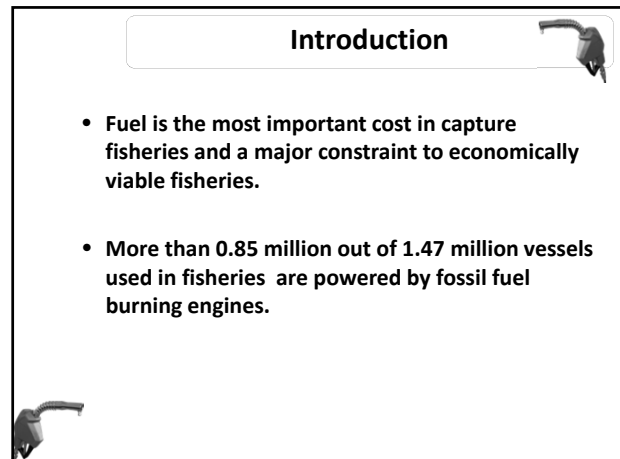 Introduction
• Fuel is the most important cost in capture
fisheries and a major constraint to economically
viable fisheries.
• More than 0.85 million out of 1.47 million vessels
used in fisheries are powered by fossil fuel
burning engines.